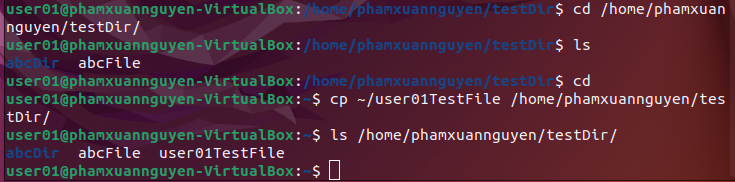 user01@phamxuannguyen-VirtualBox:/home/phamxuannguyen/testDir$ cd /home/phamxuan
nguyen/testDir/
user01@phamxuannguyen-VirtualBox:/home/phamxuannguyen/testDir$ ls
abcDir  abcFile
user01@phamxuannguyen-VirtualBox:/home/phamxuannguyen/testDir$ cd
user01@phamxuannguyen-VirtualBox:~$ cp ~/user01TestFile /home/phamxuannguyen/tes
tDir/
user01@phamxuannguyen-VirtualBox:~$ ls /home/phamxuannguyen/testDir/
abcDir  abcFile  user01TestFile
user01@phamxuannguyen-VirtualBox:~$